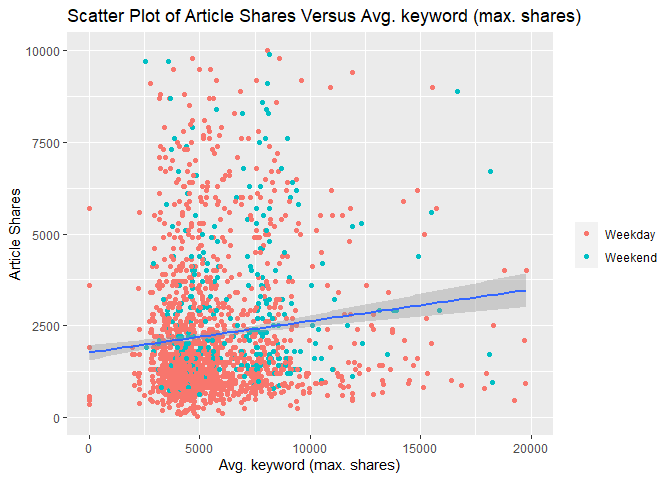 Scatter Plot of Article Shares Versus Avg. keyword (max. shares)
10000
7500
5000
2500
0
Article Shares
0 5000 10000 15000 20000
Avg. keyword (max. shares)
Weekday
Weekend